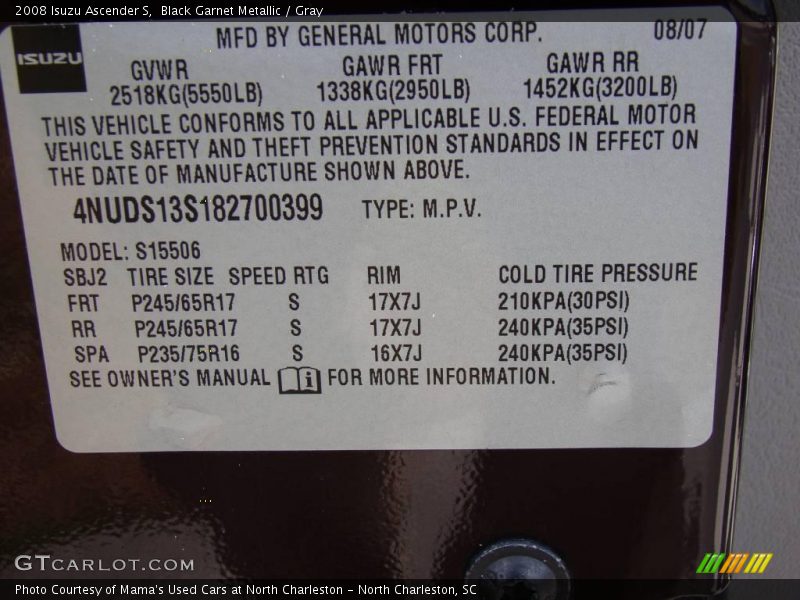 2008 Isuzu Ascender S,  Black Garnet Metallic / Gray
MFD BY GENERAL MOTORS CORP.    08/07
ISUZU
GVWR    GAWR FRT    GAWR RR
2518KG(5550LB)    1338KG(2950LB)    1452KG(3200LB)
THIS VEHICLE CONFORMS TO ALL APPLICABLE U.S. FEDERAL MOTOR
VEHICLE SAFETY AND THEFT PREVENTION STANDARDS IN EFFECT ON
THE DATE OF MANUFACTURE SHOWN ABOVE.
4NUDS13S182700399    TYPE: M.P.V.
MODEL: S15506
SBJ2  TIRE SIZE  SPEED RTG    RIM    COLD TIRE PRESSURE
FRT    P245/65R17    S    17X7J    210KPA(30PSI)
RR    P245/65R17    S    17X7J    240KPA(35PSI)
SPA    P235/75R16    S    16X7J    240KPA(35PSI)
SEE OWNER'S MANUAL i FOR MORE INFORMATION.
GTCARLOT.COM
Photo Courtesy of Mama's Used Cars at North Charleston - North Charleston, SC